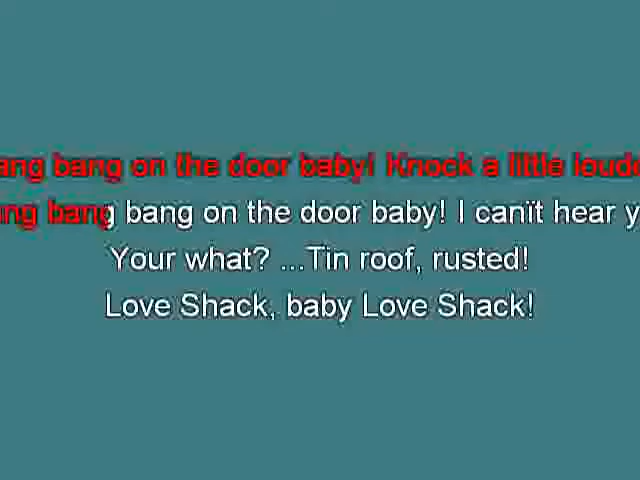 ang bang on the door baby! Knock a little loude
ang bang bang on the door baby! I canït hear y
Your what? ...Tin roof, rusted!
Love Shack, baby Love Shack!